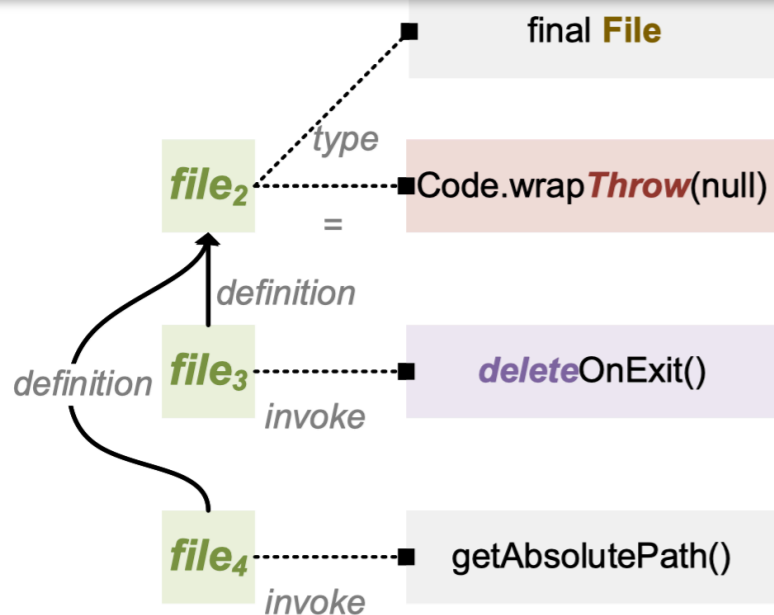 final File
type
file2
Code.wrapThrow(null)
=
definition
definition
file3
deleteOnExit()
invoke
file4
getAbsolutePath()
invoke